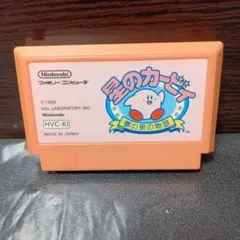 Nintendo
ファミリーコンピュータ
© 1993
HAL LABORATORY INC.
Nintendo
HVC-KI
MADE IN JAPAN
星のカービィ
夢の泉の物語